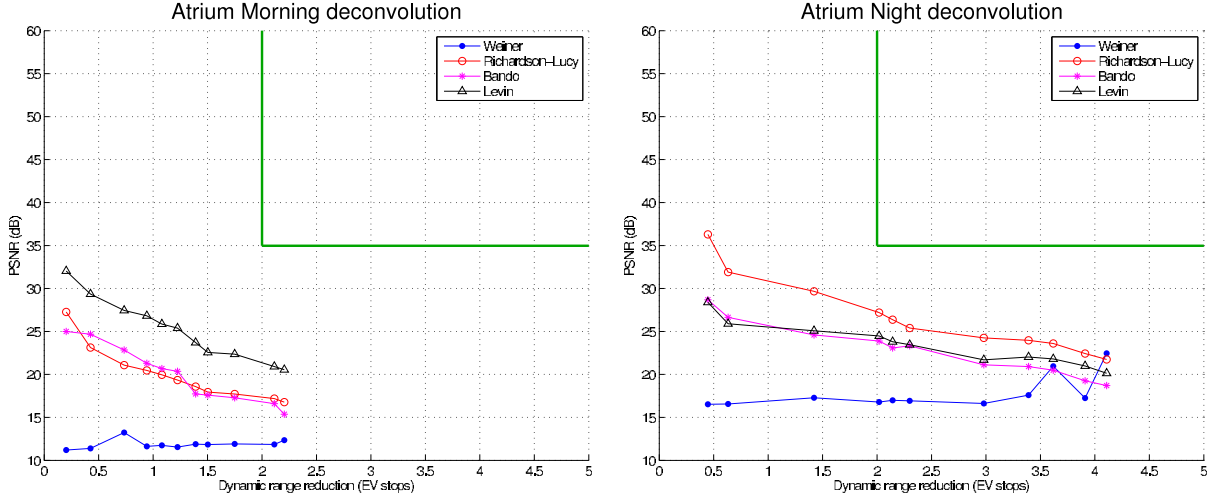 Atrium Morning deconvolution
60
55
50
45
40
35
30
25
20
15
10
PSNR (dB)
0 0.5 1 1.5 2 2.5 3 3.5 4 4.5 5
Dynamic range reduction (EV stops)
Weiner
Richardson-Lucy
Bando
Levin
Atrium Night deconvolution
60
55
50
45
40
35
30
25
20
15
10
PSNR (dB)
0 0.5 1 1.5 2 2.5 3 3.5 4 4.5 5
Dynamic range reduction (EV stops)
Weiner
Richardson-Lucy
Bando
Levin